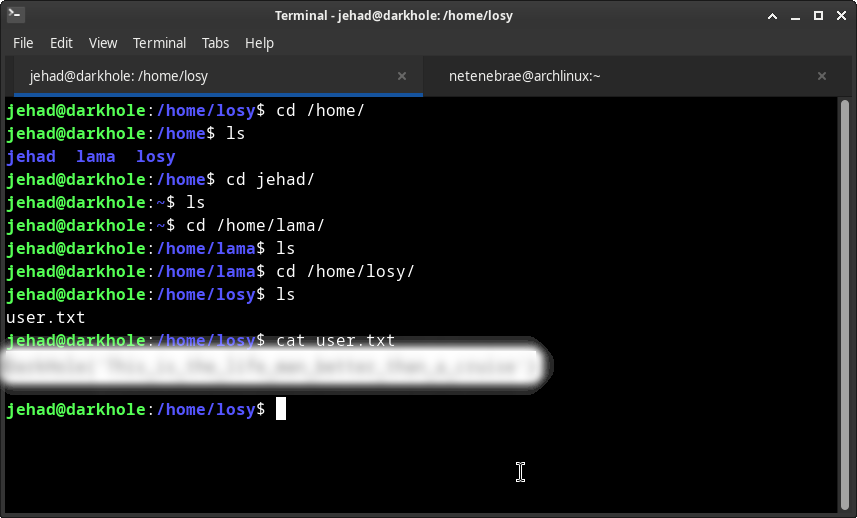 Terminal - jehad@darkhole: /home/losy
File Edit View Terminal Tabs Help
jehad@darkhole: /home/losy × netenebrae@archlinux:~ ×
jehad@darkhole:/home/losy$ cd /home/
jehad@darkhole:/home$ ls
jehad lama losy
jehad@darkhole:/home$ cd jehad/
jehad@darkhole:~$ ls
jehad@darkhole:~$ cd /home/lama/
jehad@darkhole:/home/lama$ ls
jehad@darkhole:/home/lama$ cd /home/losy/
jehad@darkhole:/home/losy$ ls
user.txt
jehad@darkhole:/home/losy$ cat user.txt
jehad@darkhole:/home/losy$